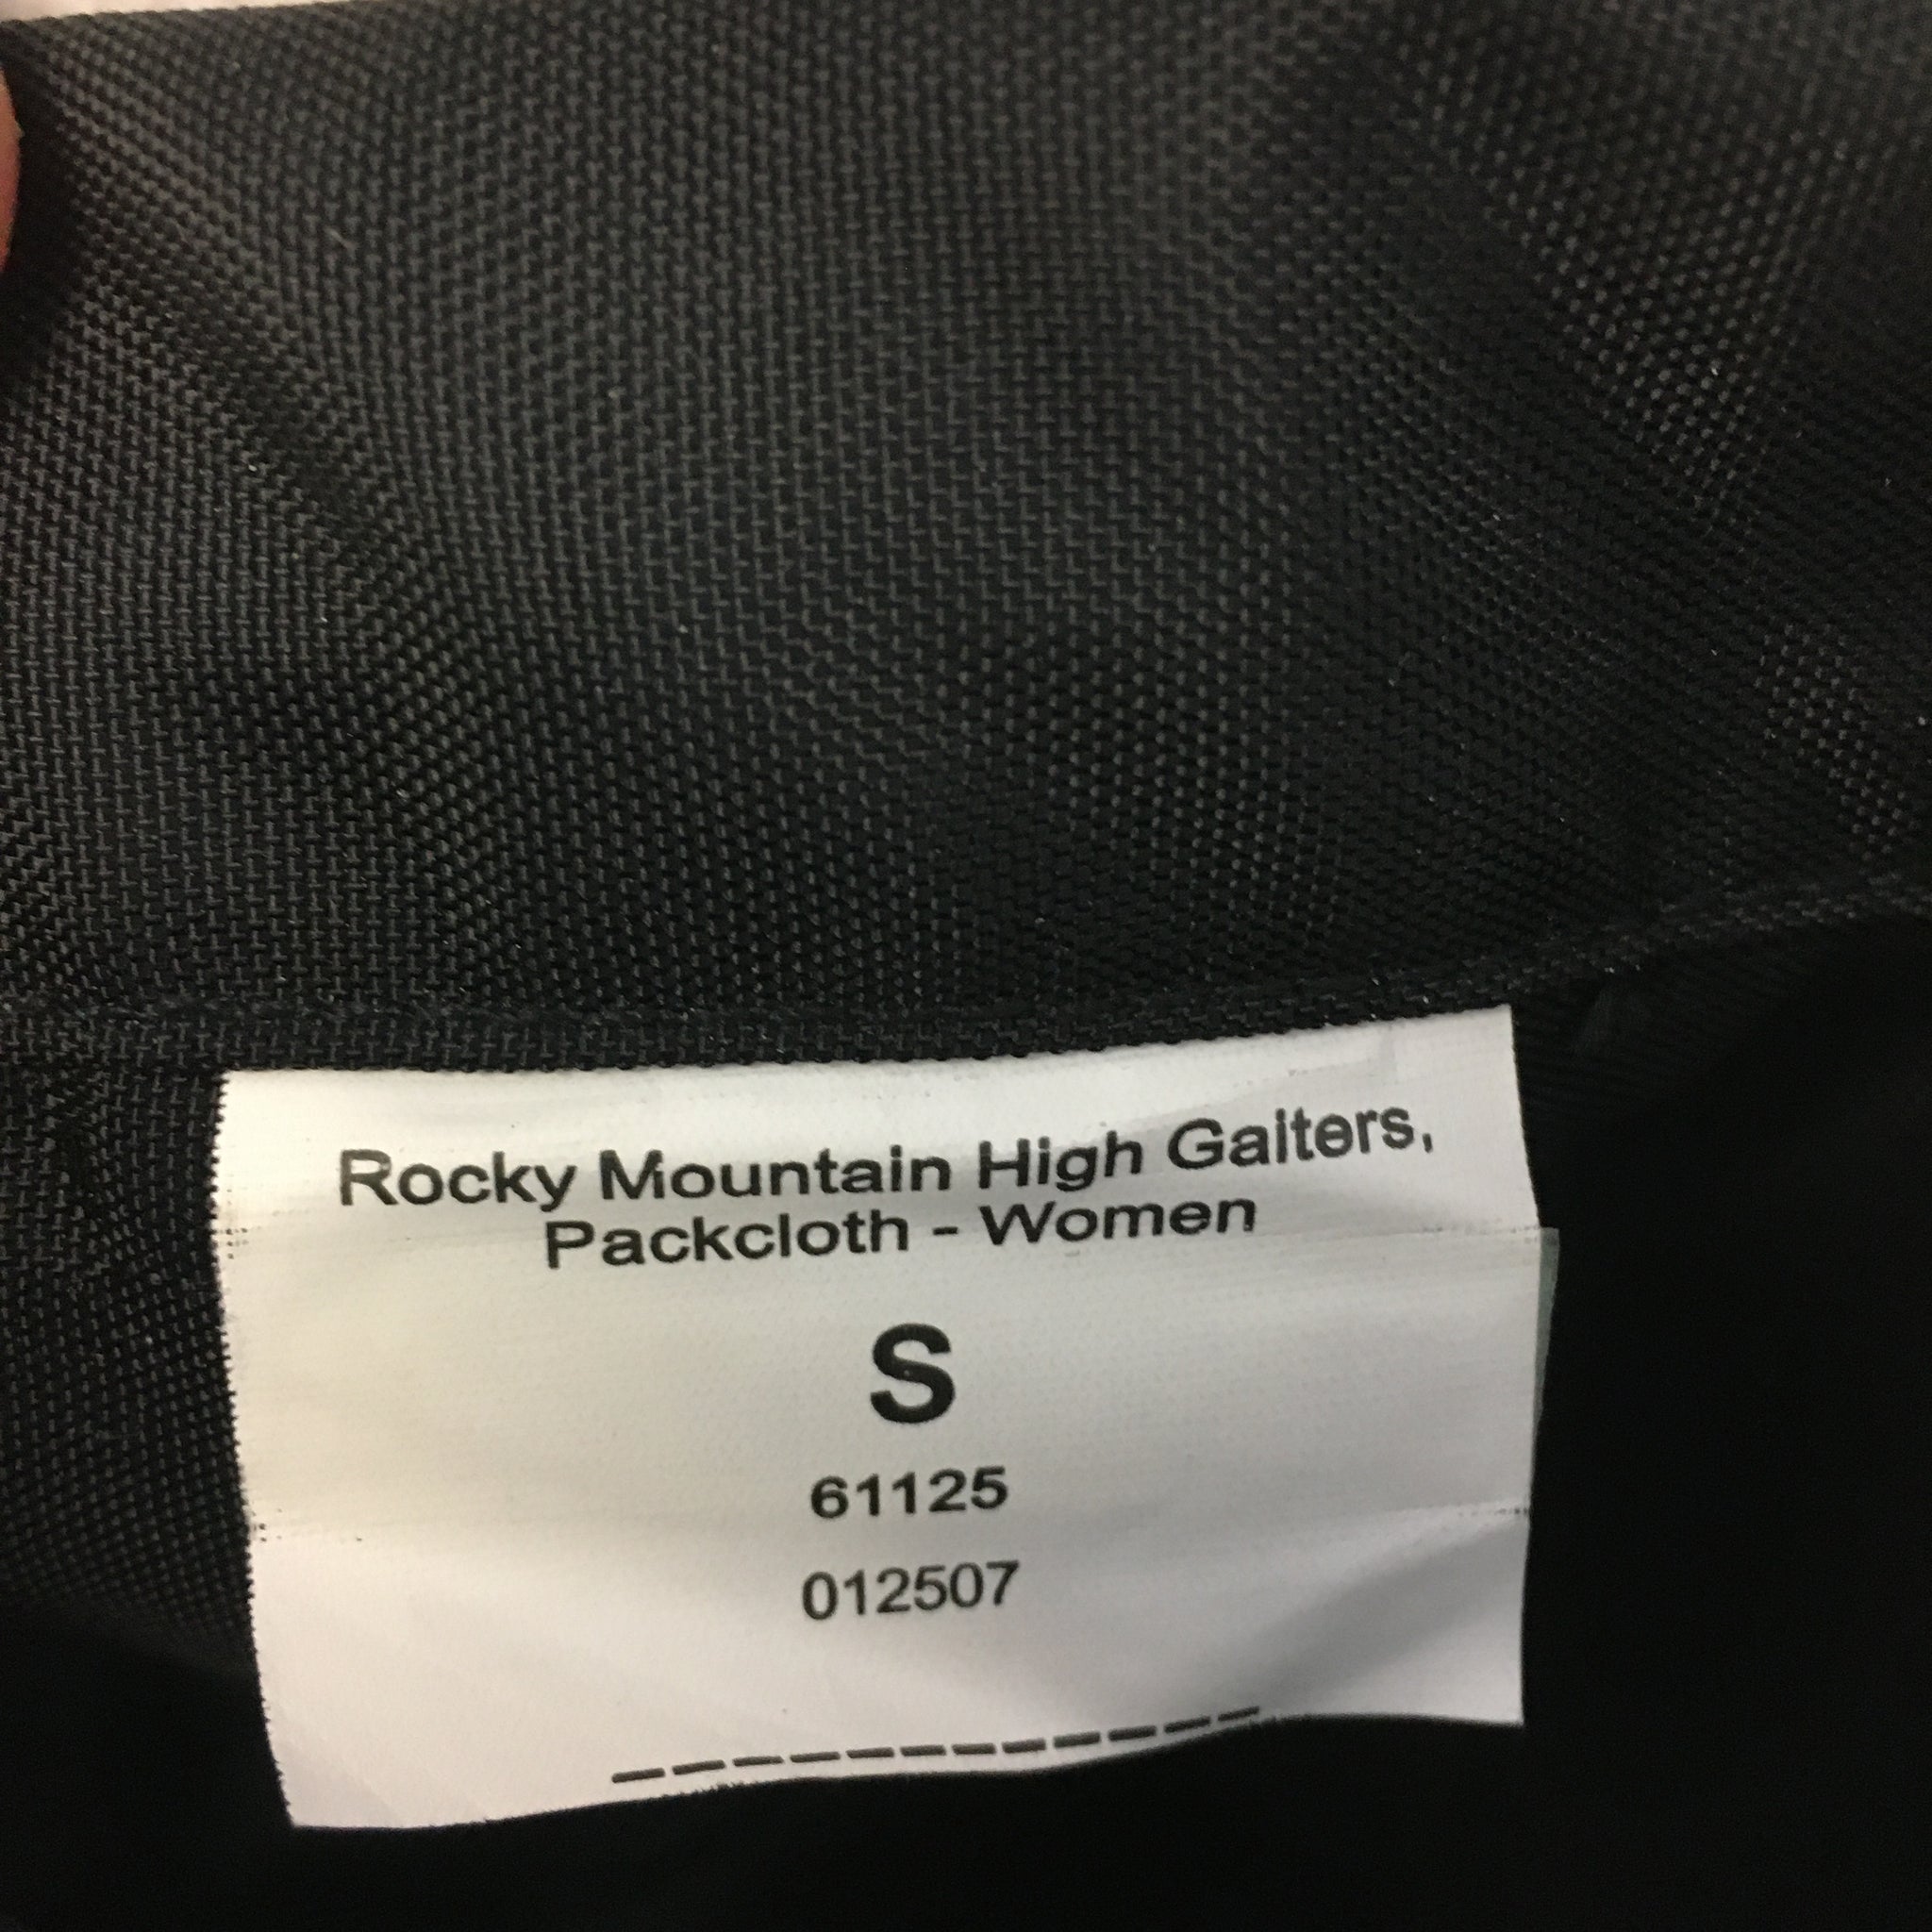 Rocky Mountain High Gaiters,
Packcloth - Women
S
61125
012507